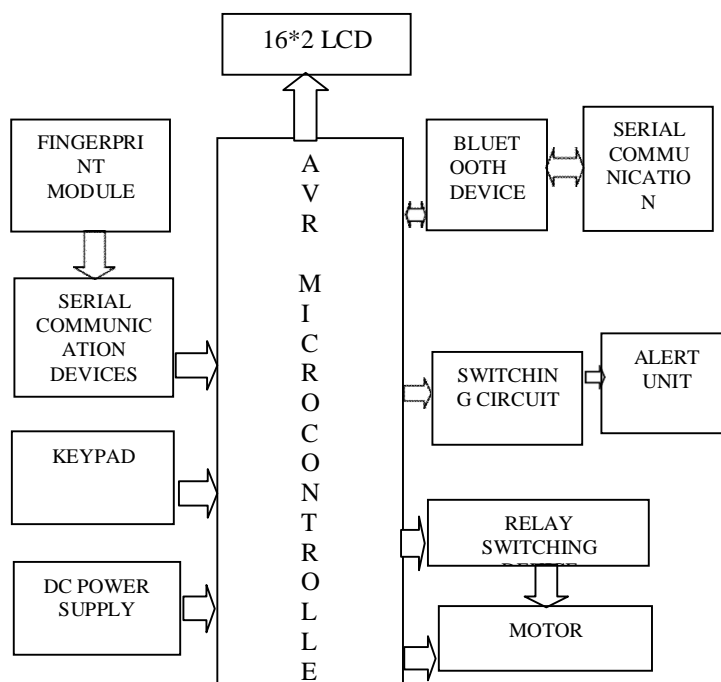 16*2 LCD
FINGERPRI
NT
MODULE
A
V
R
M
I
C
R
O
C
O
N
T
R
O
L
L
E
BLUET
OOTH
DEVICE
SERIAL
COMMU
NICATIO
N
SERIAL
COMMUNIC
ATION
DEVICES
SWITCHIN
G CIRCUIT
ALERT
UNIT
KEYPAD
RELAY
SWITCHING
DC POWER
SUPPLY
MOTOR